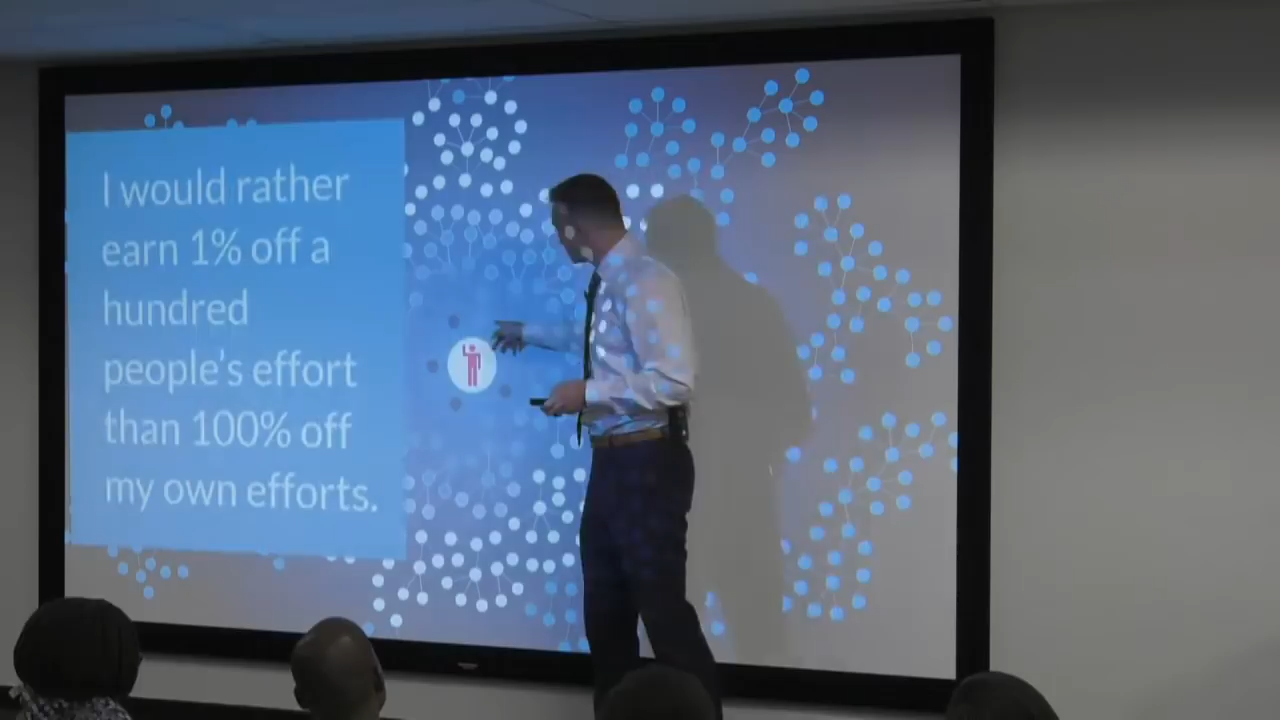 I would rather
earn 1% off a
hundred
people's effort
than 100% off
my own efforts.